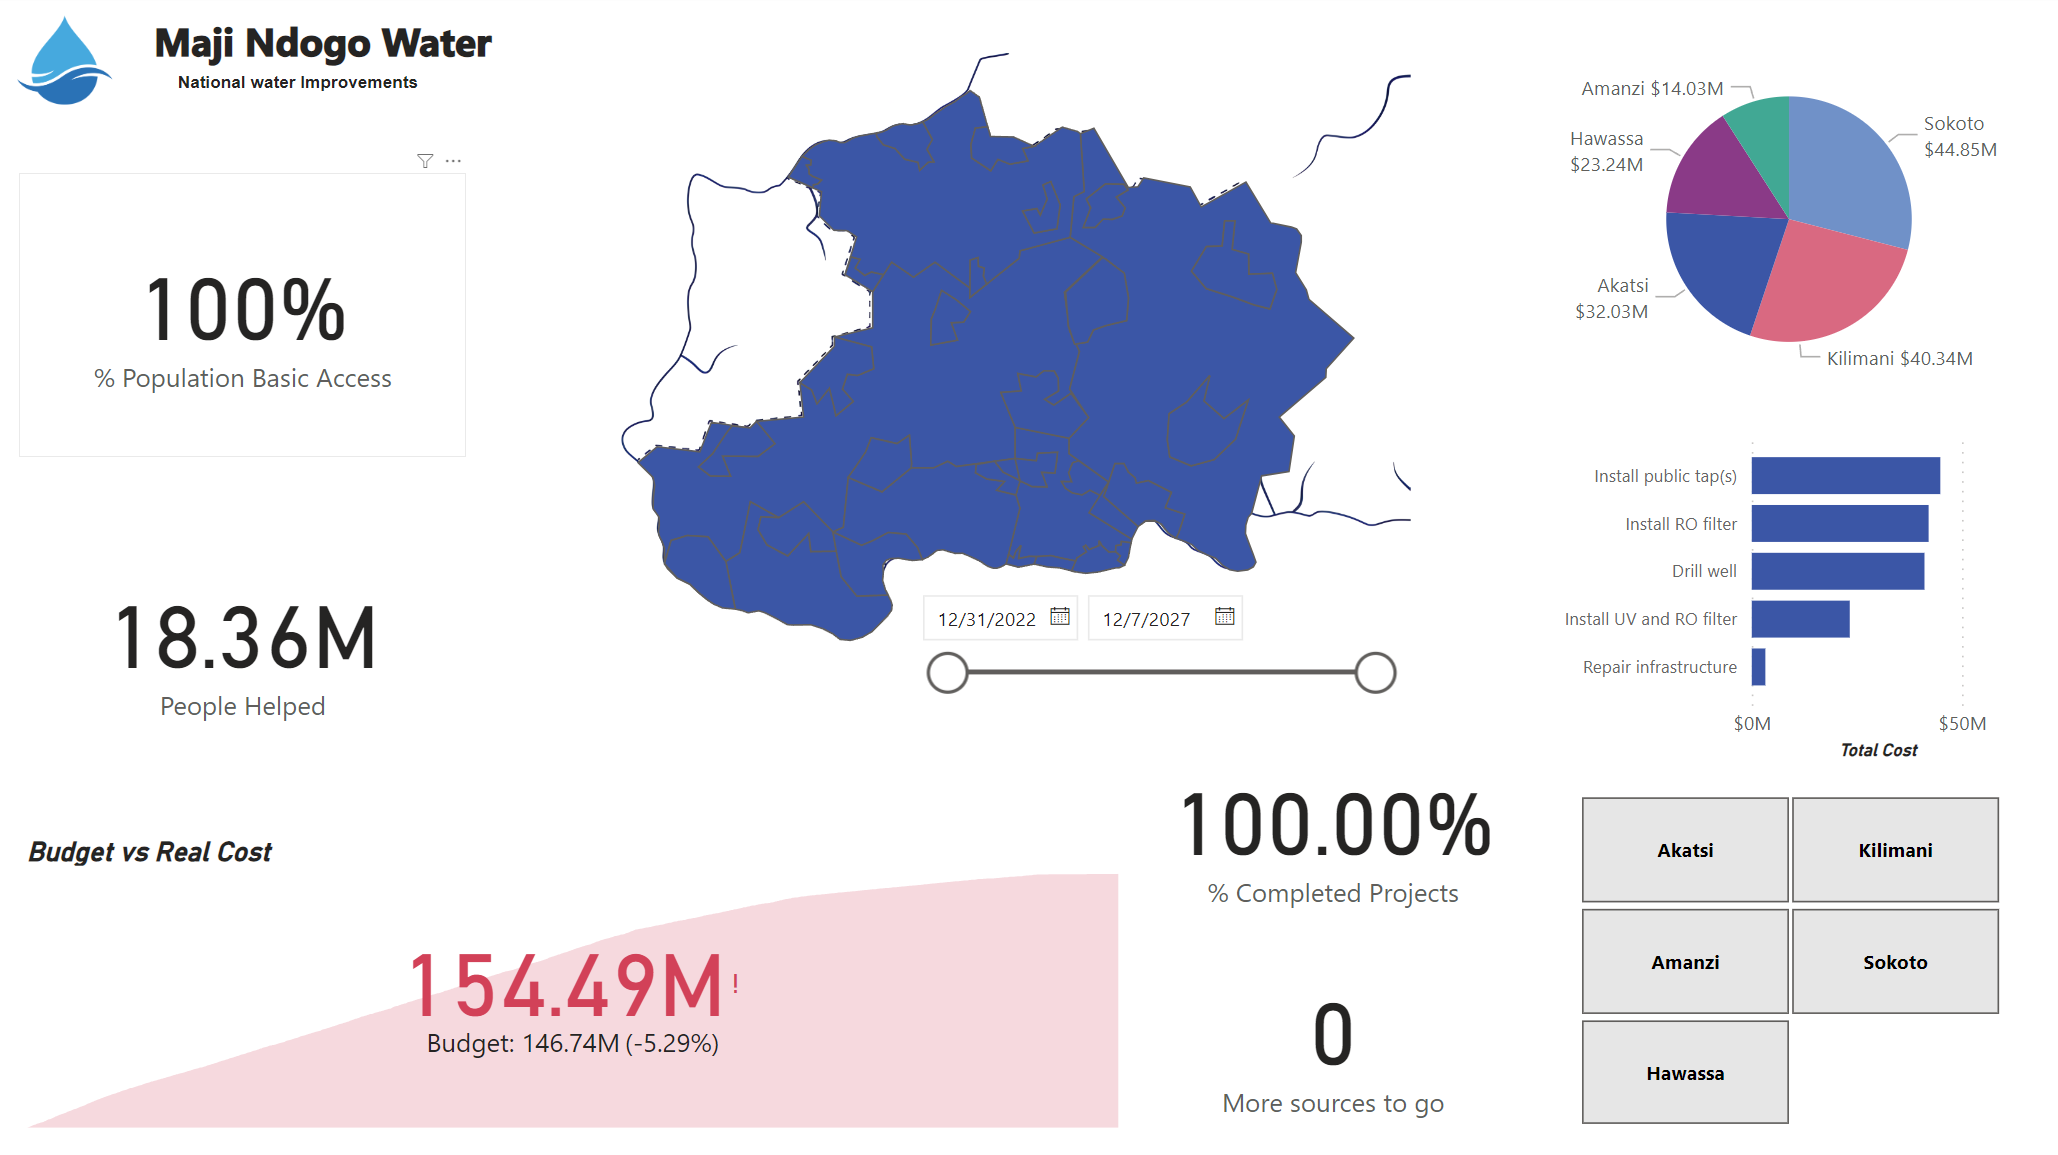 Maji Ndogo Water
National water Improvements
100%
% Population Basic Access
18.36M
People Helped
12/31/2022
12/7/2027
Amanzi $14.03M
Hawassa
$23.24M
Akatsi
$32.03M
Kilimani $40.34M
Sokoto
$44.85M
Install public tap(s)
Install RO filter
Drill well
Install UV and RO filter
Repair infrastructure
$0M
$50M
Total Cost
Budget vs Real Cost
154.49M!
Budget: 146.74M (-5.29%)
100.00%
% Completed Projects
0
More sources to go
Akatsi
Kilimani
Amanzi
Sokoto
Hawassa